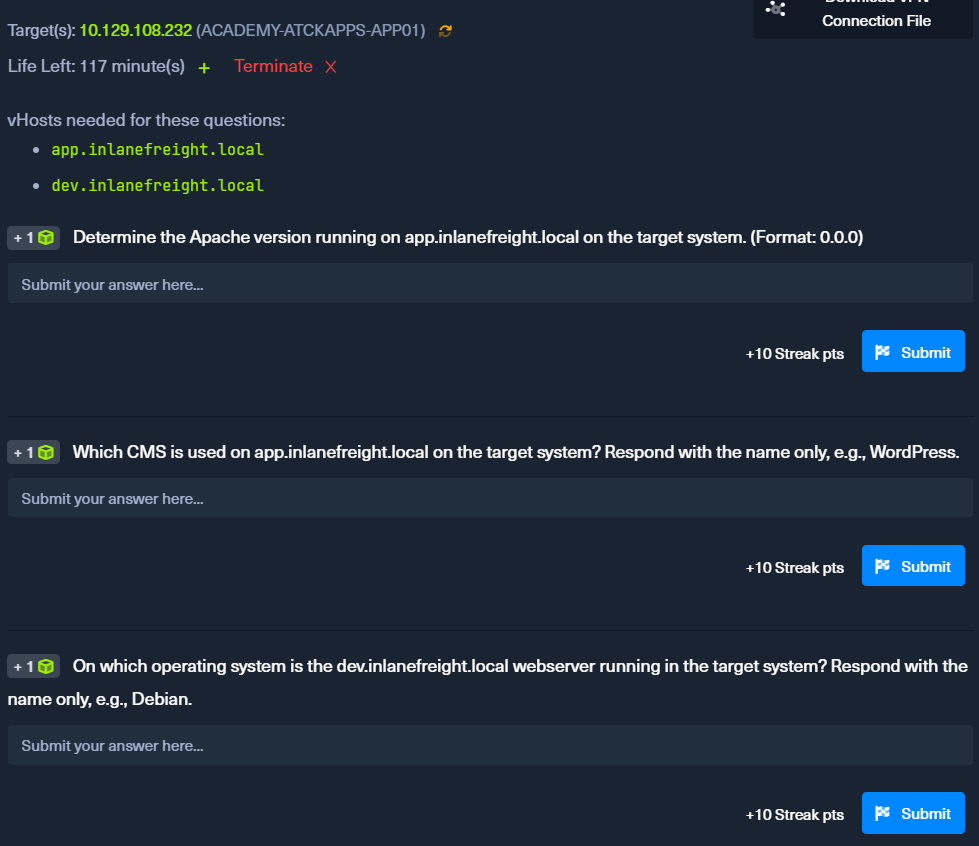 Download VPN
Connection File
Target(s): 10.129.108.232 (ACADEMY-ATCKAPPS-APP01)
Life Left: 117 minute(s) + Terminate X
vHosts needed for these questions:
• app.inlanefreight.local
• dev.inlanefreight.local
+ 1 Determine the Apache version running on app.inlanefreight.local on the target system. (Format: 0.0.0)
Submit your answer here...
+10 Streak pts Submit
+ 1 Which CMS is used on app.inlanefreight.local on the target system? Respond with the name only, e.g., WordPress.
Submit your answer here...
+10 Streak pts Submit
+ 1 On which operating system is the dev.inlanefreight.local webserver running in the target system? Respond with the
name only, e.g., Debian.
Submit your answer here...
+10 Streak pts Submit